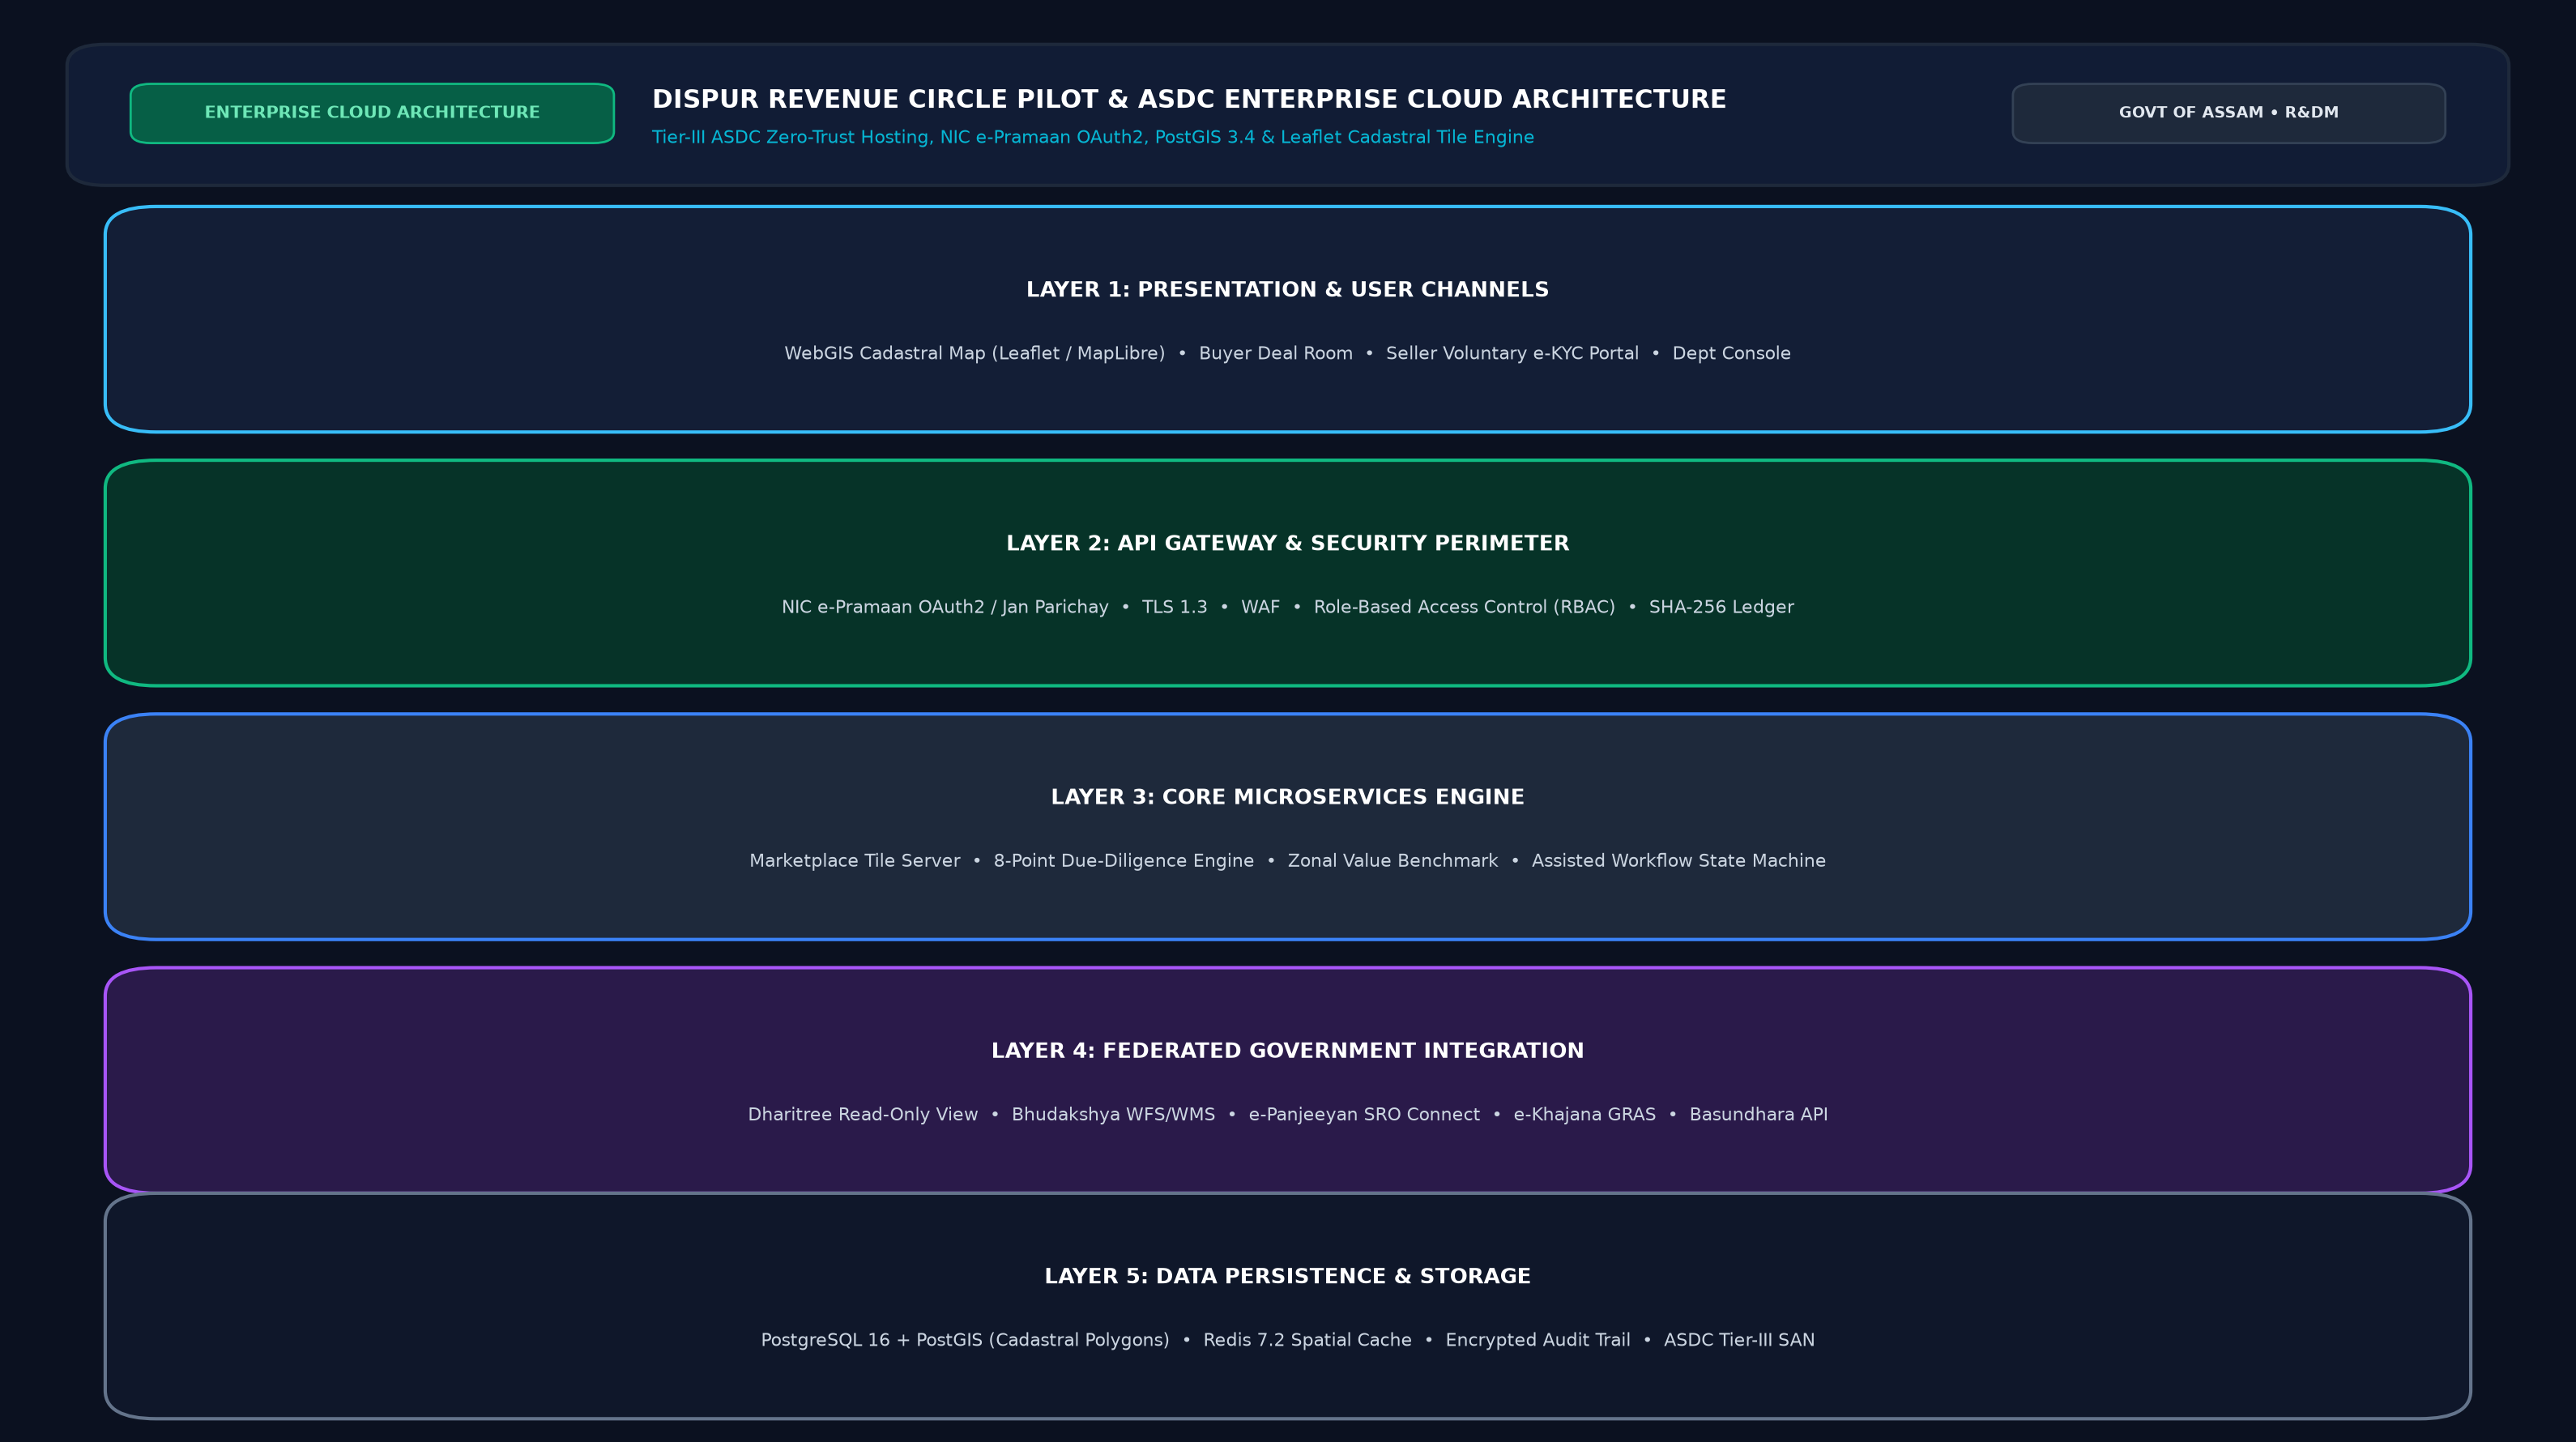 ENTERPRISE CLOUD ARCHITECTURE
DISPUR REVENUE CIRCLE PILOT & ASDC ENTERPRISE CLOUD ARCHITECTURE
Tier-III ASDC Zero-Trust Hosting, NIC e-Pramaan OAuth2, PostGIS 3.4 & Leaflet Cadastral Tile Engine
GOVT OF ASSAM • R&DM
LAYER 1: PRESENTATION & USER CHANNELS
WebGIS Cadastral Map (Leaflet / MapLibre) • Buyer Deal Room • Seller Voluntary e-KYC Portal • Dept Console
LAYER 2: API GATEWAY & SECURITY PERIMETER
NIC e-Pramaan OAuth2 / Jan Parichay • TLS 1.3 • WAF • Role-Based Access Control (RBAC) • SHA-256 Ledger
LAYER 3: CORE MICROSERVICES ENGINE
Marketplace Tile Server • 8-Point Due-Diligence Engine • Zonal Value Benchmark • Assisted Workflow State Machine
LAYER 4: FEDERATED GOVERNMENT INTEGRATION
Dharitree Read-Only View • Bhudakshya WFS/WMS • e-Panjeeyan SRO Connect • e-Khajana GRAS • Basundhara API
LAYER 5: DATA PERSISTENCE & STORAGE
PostgreSQL 16 + PostGIS (Cadastral Polygons) • Redis 7.2 Spatial Cache • Encrypted Audit Trail • ASDC Tier-III SAN